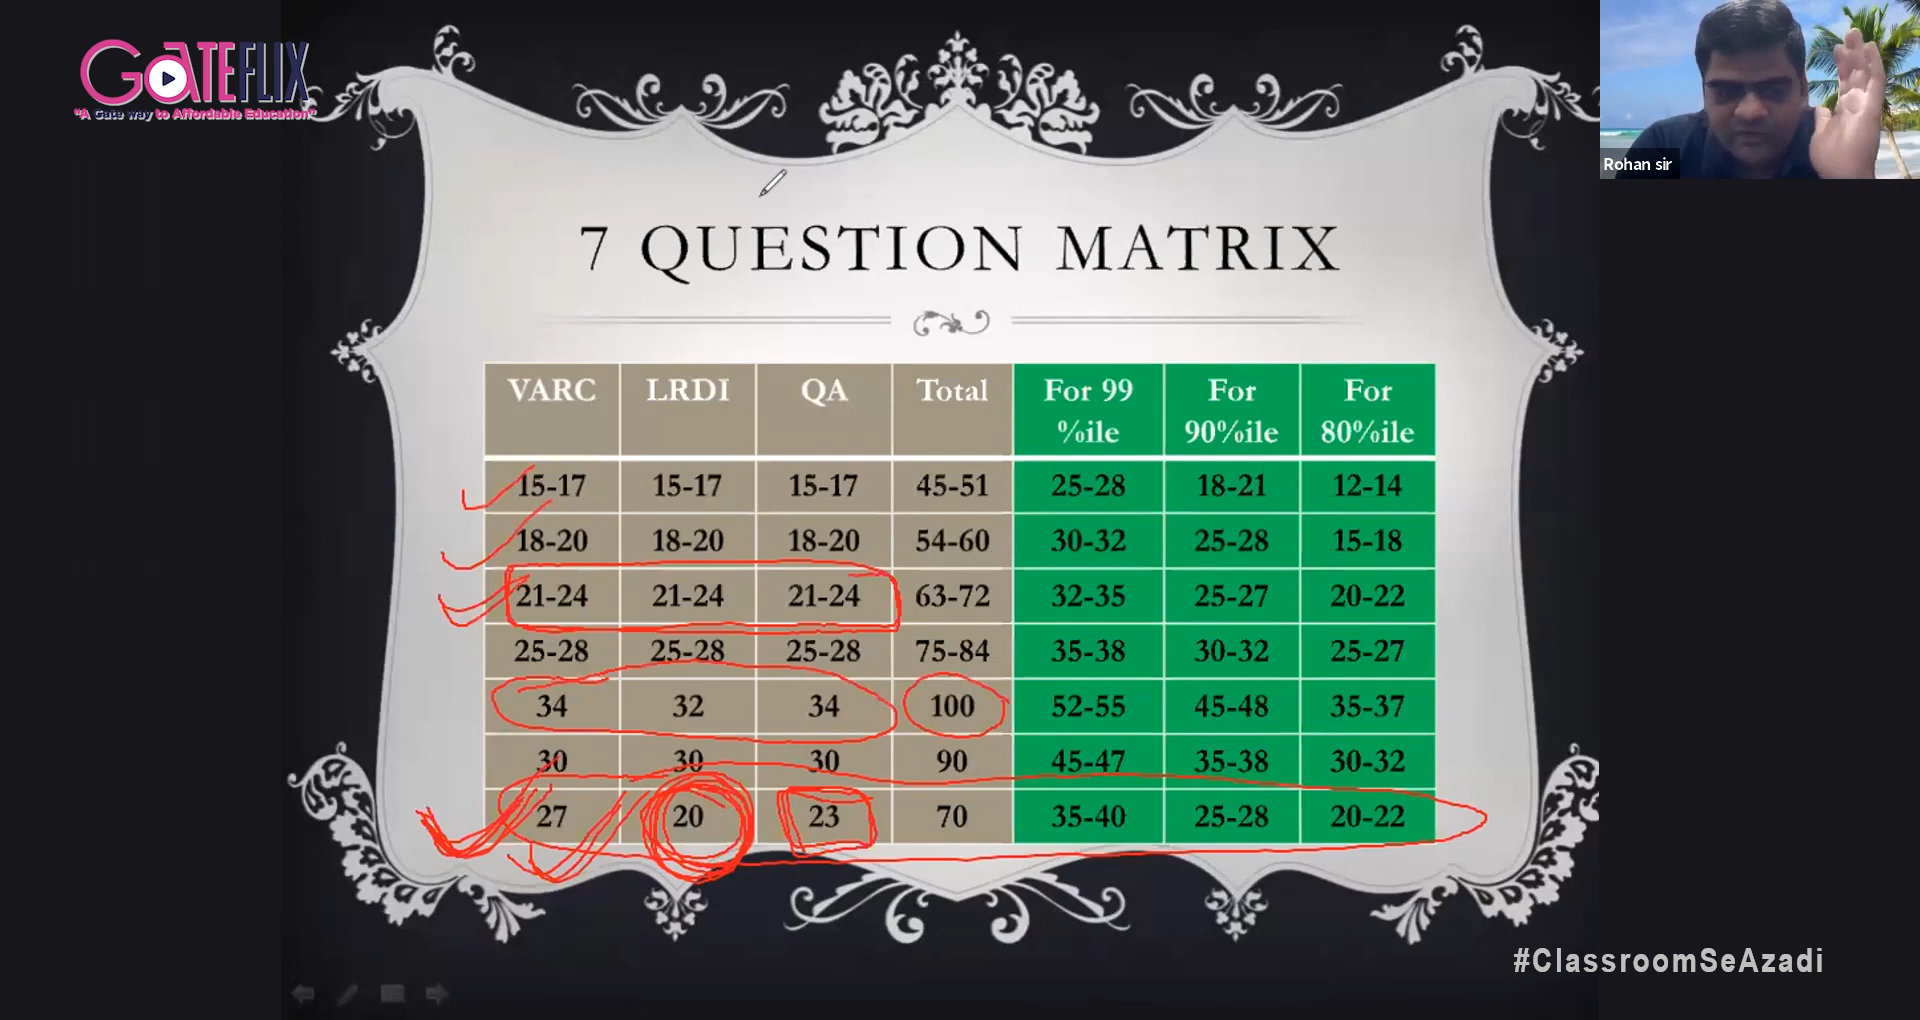 GATEFLIX
"A Gate way to Affordable Education"
Rohan sir
7 QUESTION MATRIX
VARC LRDI QA Total For 99 %ile For 90%ile For 80%ile
15-17 15-17 15-17 45-51 25-28 18-21 12-14
18-20 18-20 18-20 54-60 30-32 25-28 15-18
21-24 21-24 21-24 63-72 32-35 25-27 20-22
25-28 25-28 25-28 75-84 35-38 30-32 25-27
34 32 34 100 52-55 45-48 35-37
30 30 30 90 45-47 35-38 30-32
27 20 23 70 35-40 25-28 20-22
#ClassroomSeAzadi